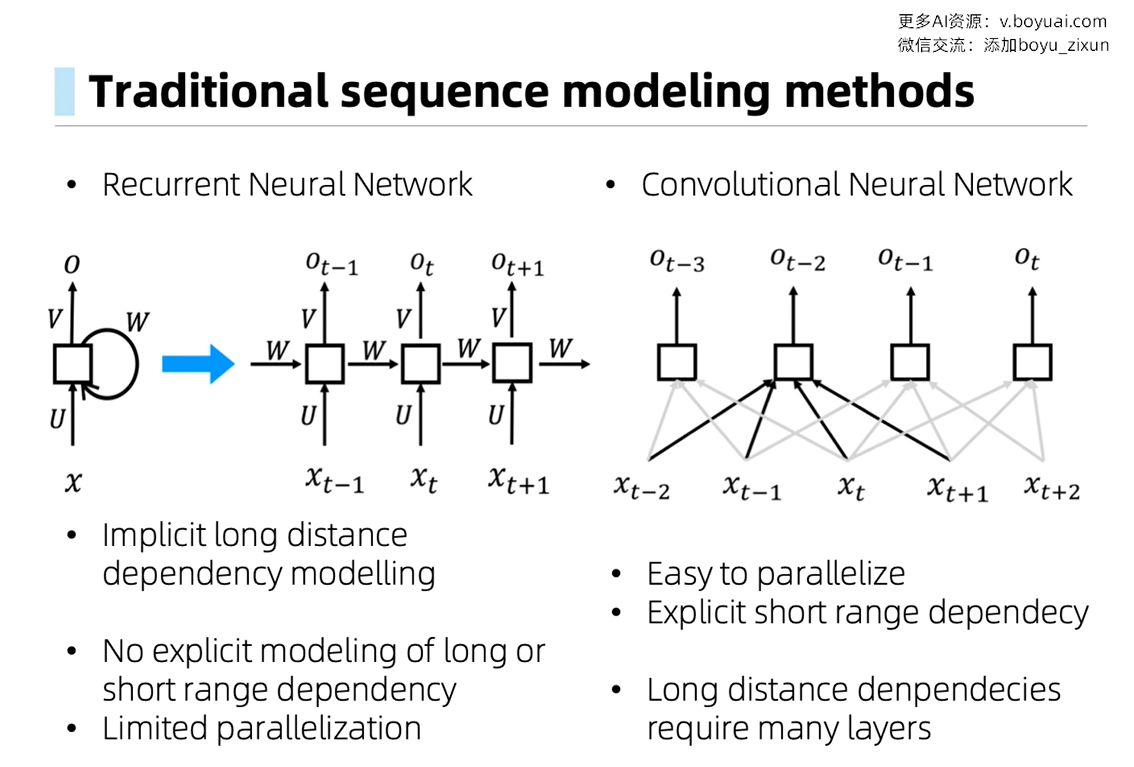 更多AI资源：v.boyuai.com
微信交流：添加boyu_zixun
Traditional sequence modeling methods
• Recurrent Neural Network
o
V
W
U
x
o_{t−1} o_t o_{t+1}
V V V
W W W W
U U U
x_{t−1} x_t x_{t+1}
• Implicit long distance
dependency modelling
• No explicit modeling of long or
short range dependency
• Limited parallelization
• Convolutional Neural Network
o_{t−3} o_{t−2} o_{t−1} o_t
x_{t−2} x_{t−1} x_t x_{t+1} x_{t+2}
• Easy to parallelize
• Explicit short range dependecy
• Long distance denpendecies
require many layers